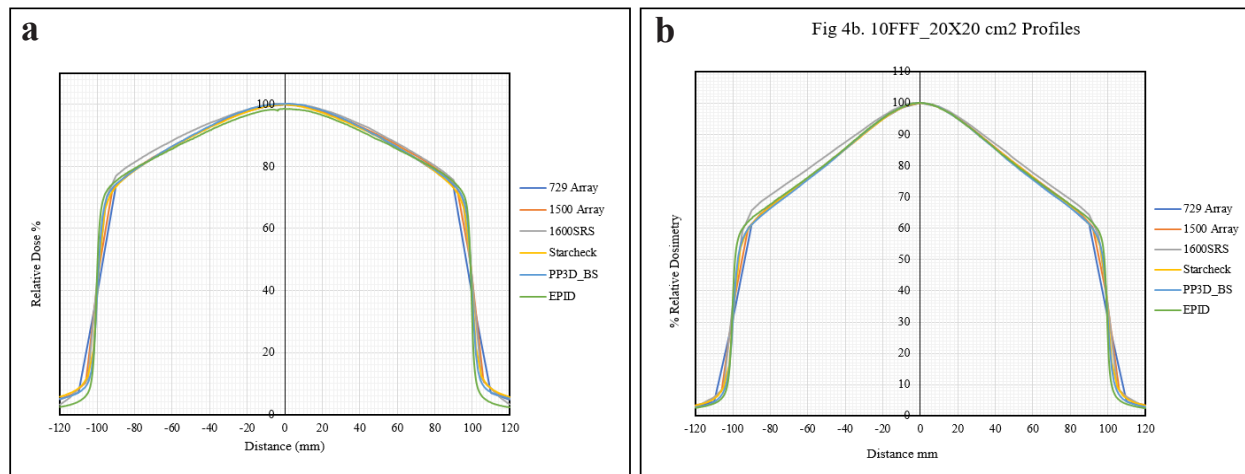 a
Relative Dose %
100
80
60
40
20
0
-120 -100 -80 -60 -40 -20 0 20 40 60 80 100 120
Distance (mm)
729 Array
1500 Array
1600SRS
Starcheck
PP3D_BS
EPID
b
Fig 4b. 10FFF_20X20 cm2 Profiles
% Relative Dosimetry
110
100
90
80
70
60
50
40
30
20
10
0
-120 -100 -80 -60 -40 -20 0 20 40 60 80 100 120
Distance mm
729 Array
1500 Array
1600SRS
Starcheck
PP3D_BS
EPID